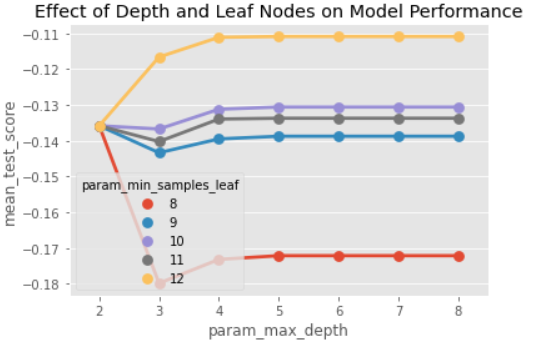 Effect of Depth and Leaf Nodes on Model Performance
mean_test_score
−0.11
−0.12
−0.13
−0.14
−0.15
−0.16
−0.17
−0.18
param_min_samples_leaf
8
9
10
11
12
2 3 4 5 6 7 8
param_max_depth